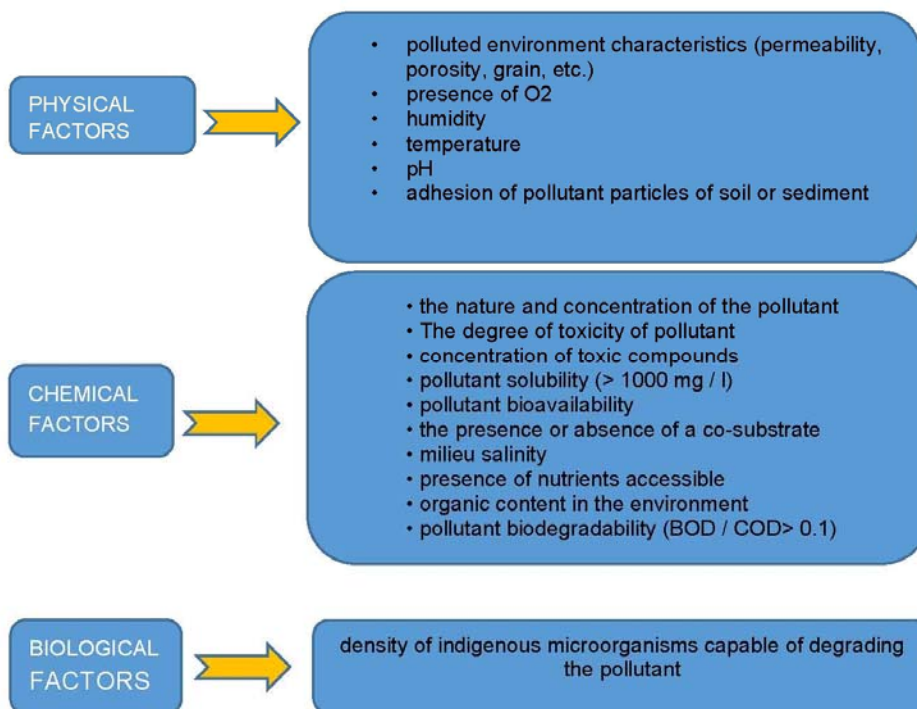 PHYSICAL
FACTORS
• polluted environment characteristics (permeability,
porosity, grain, etc.)
• presence of O2
• humidity
• temperature
• pH
• adhesion of pollutant particles of soil or sediment
CHEMICAL
FACTORS
• the nature and concentration of the pollutant
• The degree of toxicity of pollutant
• concentration of toxic compounds
• pollutant solubility (> 1000 mg / l)
• pollutant bioavailability
• the presence or absence of a co-substrate
• milieu salinity
• presence of nutrients accessible
• organic content in the environment
• pollutant biodegradability (BOD / COD> 0.1)
BIOLOGICAL
FACTORS
density of indigenous microorganisms capable of degrading
the pollutant